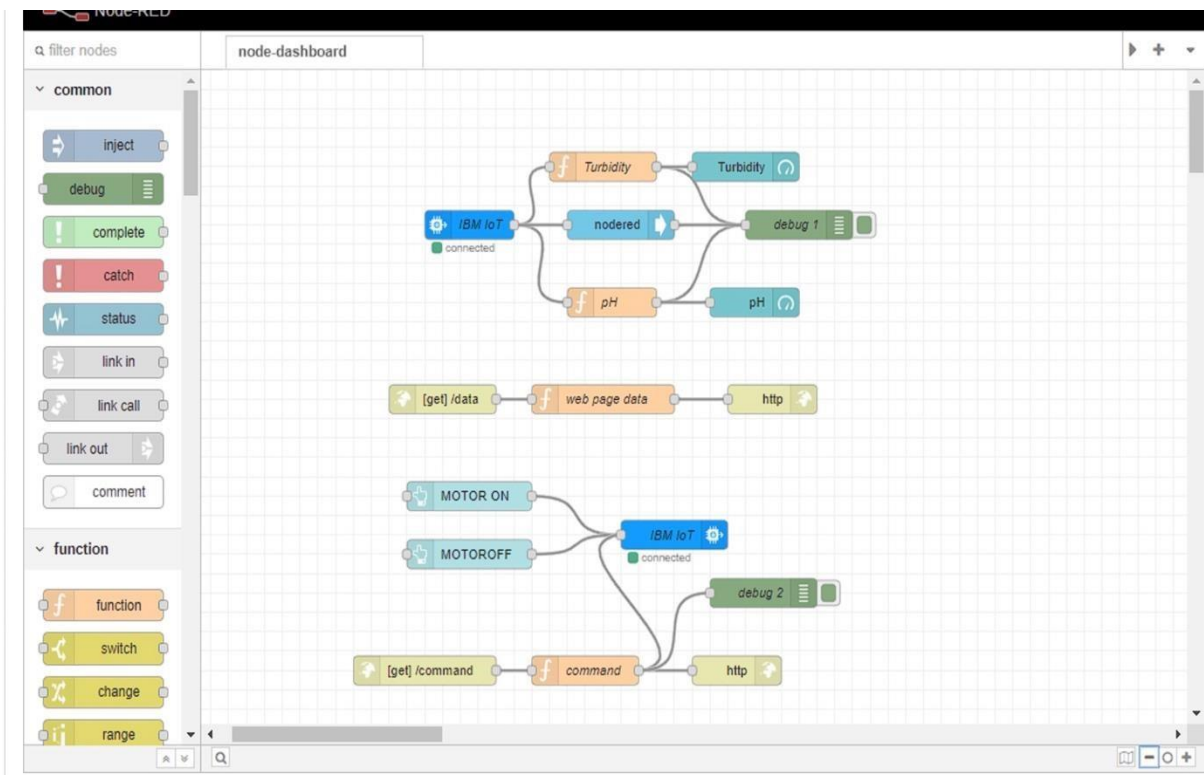 Node-RED
filter nodes
node-dashboard
common
inject
debug
complete
catch
status
link in
link call
link out
comment
function
function
switch
change
range
Turbidity
Turbidity
IBM IoT
connected
nodered
debug 1
pH
pH
[get] /data
web page data
http
MOTOR ON
IBM IoT
connected
MOTOROFF
debug 2
[get] /command
command
http